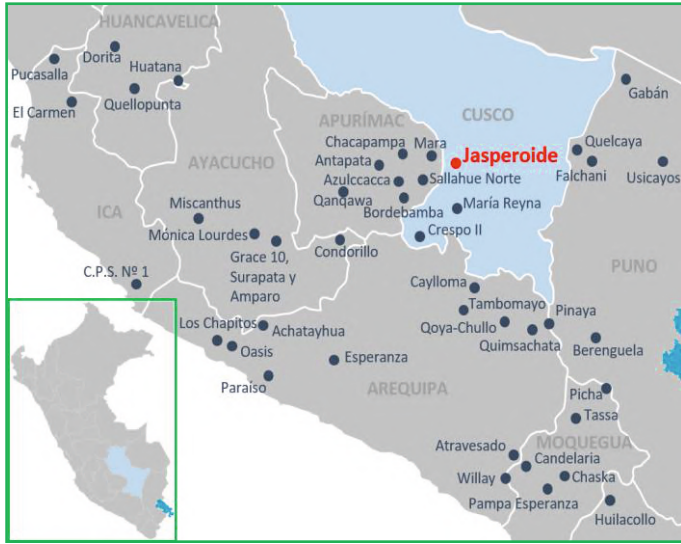 HUANCAVELICA
Dorita
Pucasalla
Huatana
Quellopunta
El Carmen
Gabán
APURÍMAC
CUSCO
Chacapampa
Mara
Antapata
Jasperoide
Quelcaya
AYACUCHO
Azulccacca
Sallahue Norte
Falchani
Usicayos
Qanqawa
Bordebamba
María Reyna
ICA
Miscanthus
Mónica Lourdes
Crespo II
Grace 10,
Surapata y
Amparo
Condorillo
PUNO
C.P.S. Nº 1
Caylloma
Tambomayo
Pinaya
Los Chapitos
Achatayhua
Qoya-Chullo
Quimsachata
Oasis
Esperanza
Berenguela
Paraíso
AREQUIPA
Picha
Tassa
Atravesado
MOQUEGUA
Candelaria
Willay
Chaska
Pampa Esperanza
Huilacollo